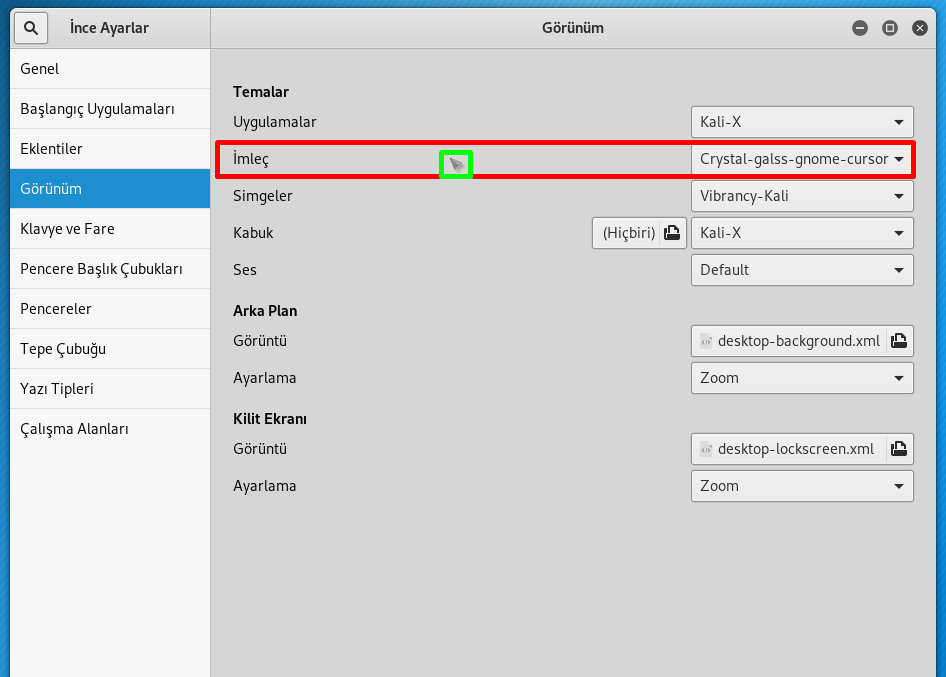 İnce Ayarlar
Görünüm
Genel
Başlangıç Uygulamaları
Eklentiler
Görünüm
Klavye ve Fare
Pencere Başlık Çubukları
Pencereler
Tepe Çubuğu
Yazı Tipleri
Çalışma Alanları
Temalar
Uygulamalar Kali-X
İmleç Crystal-galss-gnome-cursor
Simgeler Vibrancy-Kali
Kabuk (Hiçbiri) Kali-X
Ses Default
Arka Plan
Görüntü desktop-background.xml
Ayarlama Zoom
Kilit Ekranı
Görüntü desktop-lockscreen.xml
Ayarlama Zoom